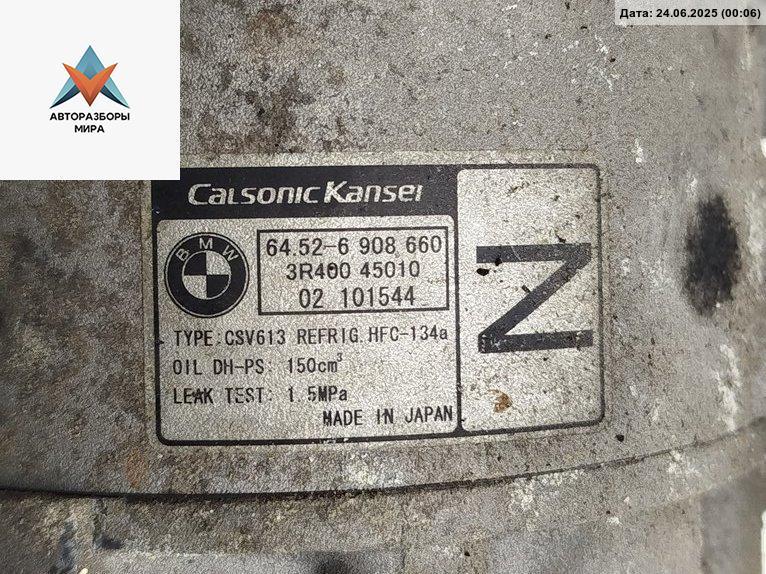 Дата: 24.06.2025 (00:06)
АВТОРАЗБОРЫ
МИРА
CALSONIC KANSEI
BMW
64.52-6 908 660
3R400 45010
02 101544
TYPE: CSV613 REFRIG. HFC-134a
OIL DH-PS: 150cm³
LEAK TEST: 1.5MPa
MADE IN JAPAN
Z